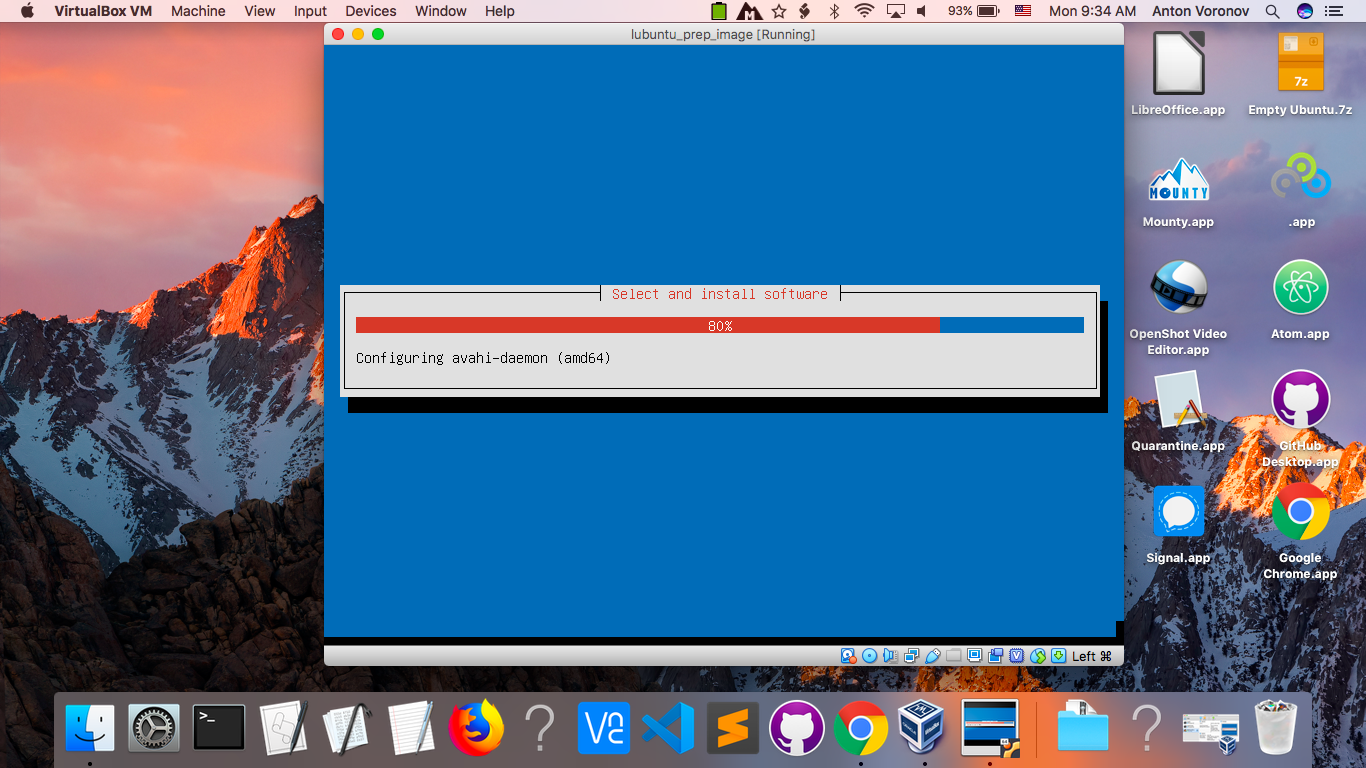 VirtualBox VM Machine View Input Devices Window Help 93% Mon 9:34 AM Anton Voronov
lubuntu_prep_image [Running]
LibreOffice.app
7z
Empty Ubuntu.7z
MOUNTY
Mounty.app
.app
OpenShot Video
Editor.app
Atom.app
Quarantine.app
GitHub
Desktop.app
Signal.app
Google
Chrome.app
Select and install software
80%
Configuring avahi-daemon (amd64)
Left ⌘
>_